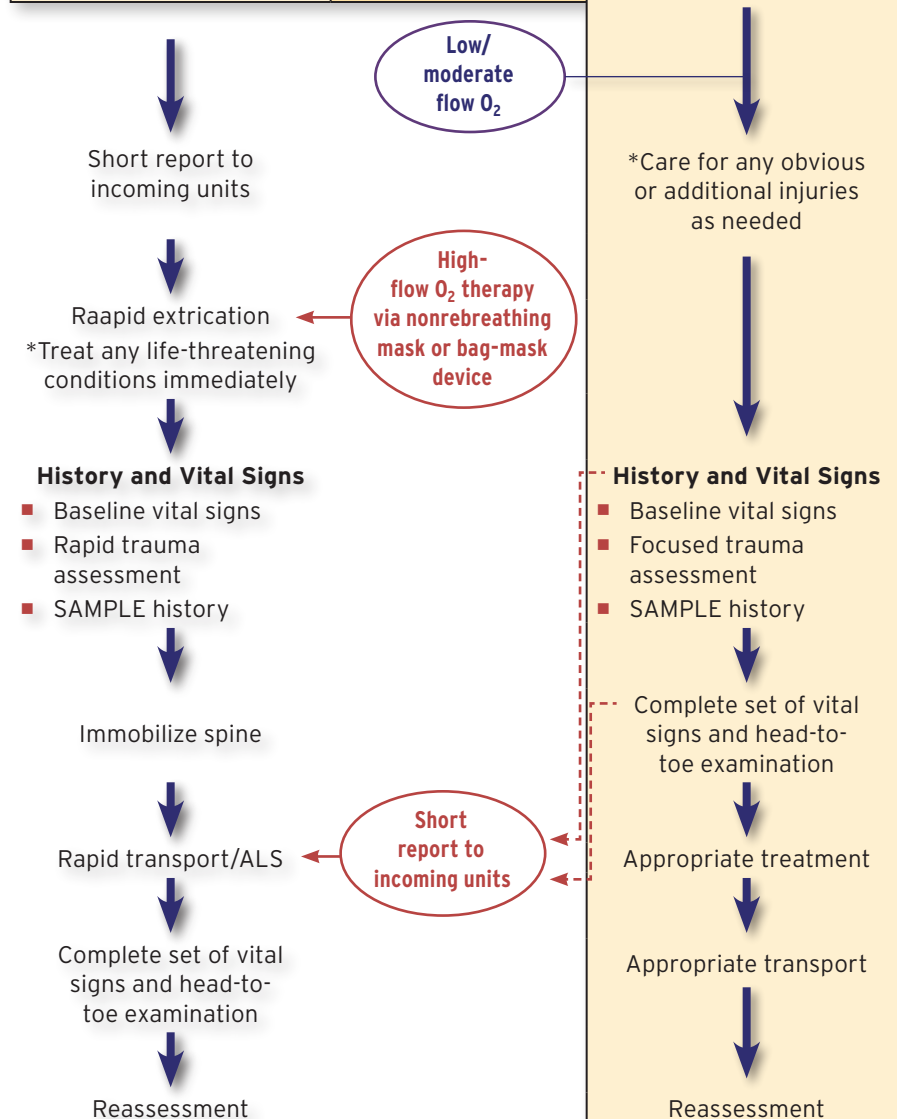 Low/
moderate
flow O₂
Short report to
incoming units
High-
flow O₂ therapy
via nonrebreathing
mask or bag-mask
device
Raapid extrication
*Treat any life-threatening
conditions immediately
History and Vital Signs
■ Baseline vital signs
■ Rapid trauma
assessment
■ SAMPLE history
Immobilize spine
Short
report to
incoming units
Rapid transport/ALS
Complete set of vital
signs and head-to-
toe examination
Reassessment
*Care for any obvious
or additional injuries
as needed
History and Vital Signs
■ Baseline vital signs
■ Focused trauma
assessment
■ SAMPLE history
Complete set of vital
signs and head-to-
toe examination
Appropriate treatment
Appropriate transport
Reassessment